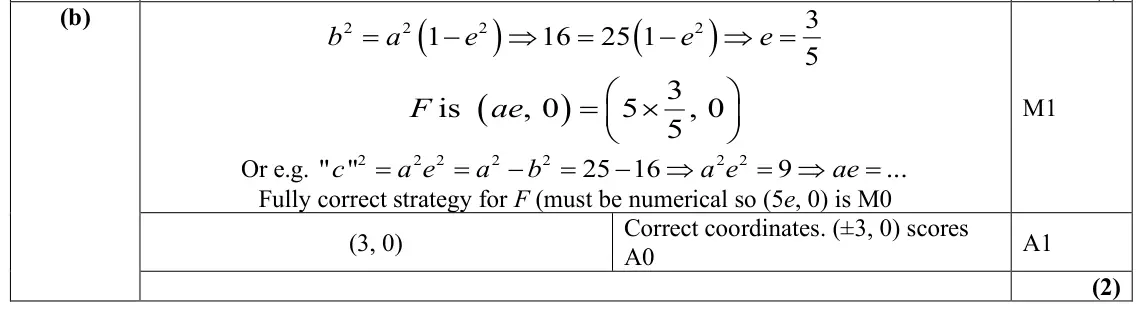 (b)
b² = a²(1 − e²) ⇒ 16 = 25(1 − e²) ⇒ e = 3/5
F is (ae, 0) = (5 × 3/5, 0)
M1
Or e.g. "c"² = a²e² = a² − b² = 25 − 16 ⇒ a²e² = 9 ⇒ ae = ...
Fully correct strategy for F (must be numerical so (5e, 0) is M0
(3, 0)
Correct coordinates. (±3, 0) scores
A0
A1
(2)